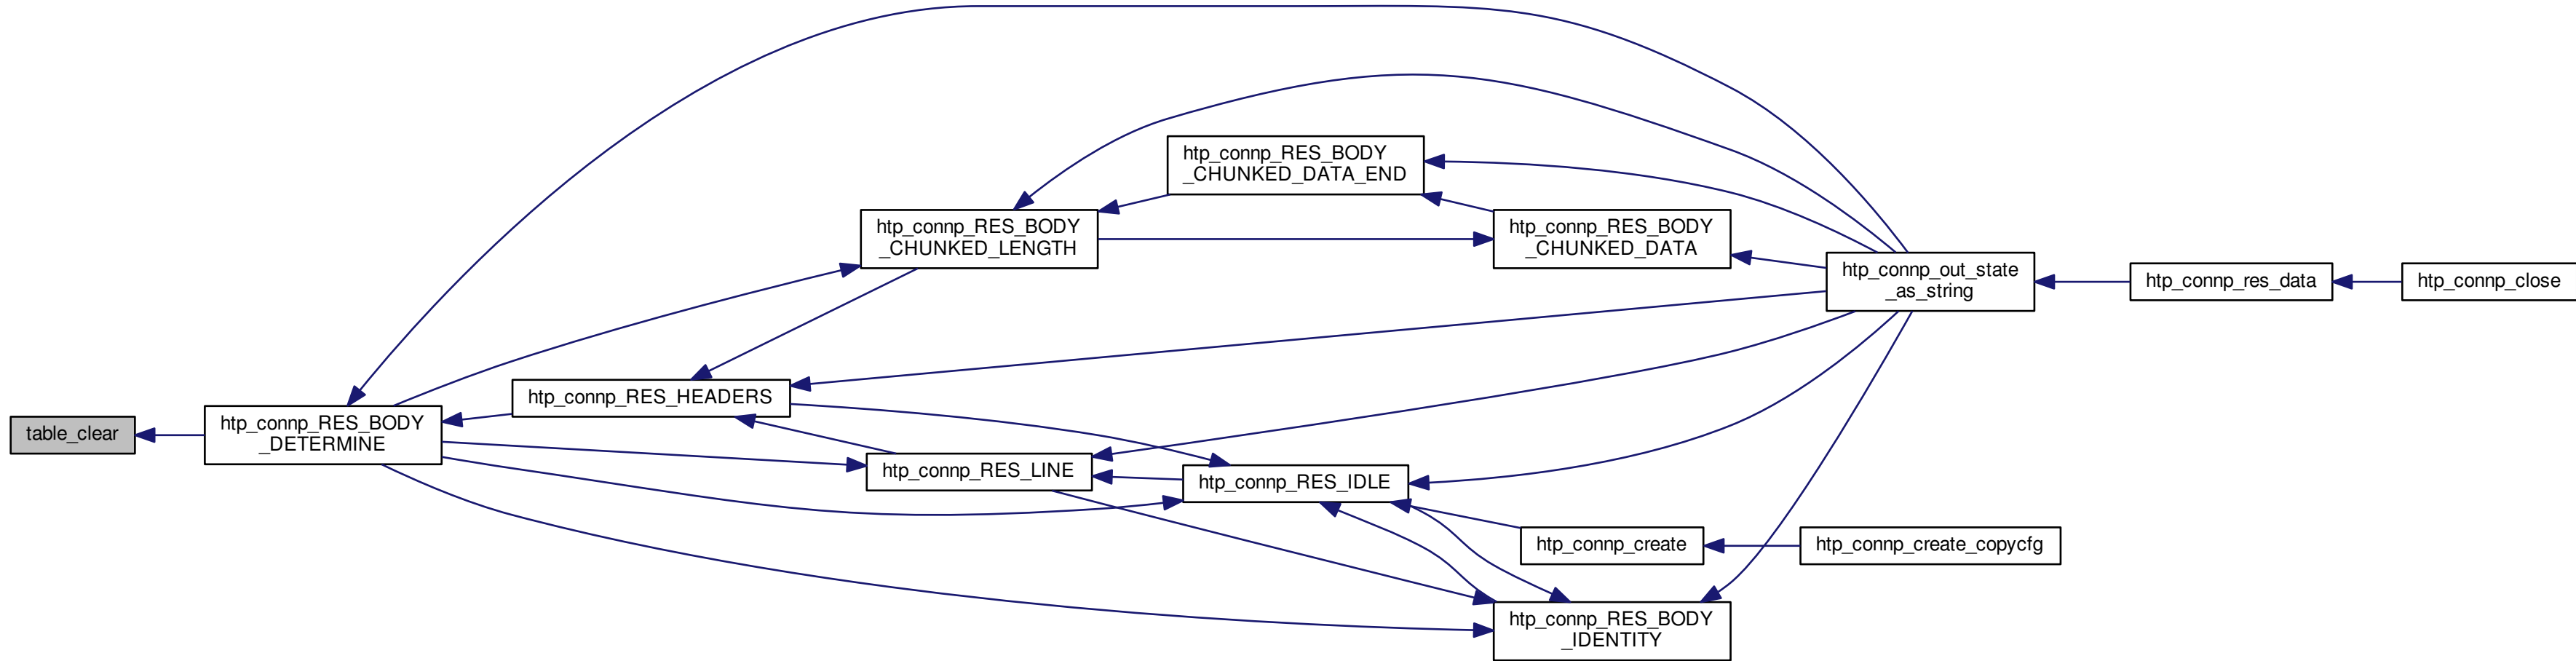 table_clear
htp_connp_RES_BODY
_DETERMINE
htp_connp_RES_HEADERS
htp_connp_RES_BODY
_CHUNKED_LENGTH
htp_connp_RES_LINE
htp_connp_RES_BODY
_CHUNKED_DATA_END
htp_connp_RES_IDLE
htp_connp_RES_BODY
_CHUNKED_DATA
htp_connp_create
htp_connp_RES_BODY
_IDENTITY
htp_connp_out_state
_as_string
htp_connp_create_copycfg
htp_connp_res_data
htp_connp_close